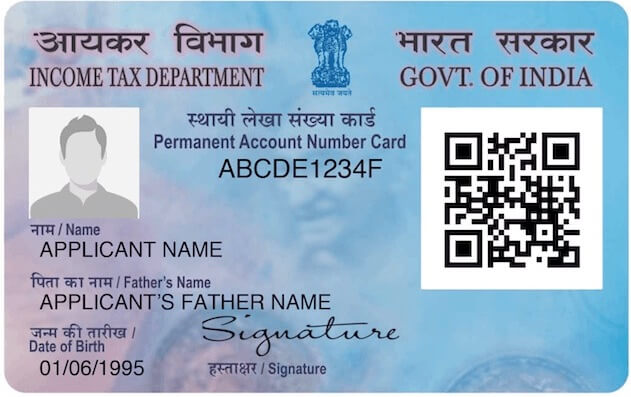 आयकर विभाग
INCOME TAX DEPARTMENT
सत्यमेव जयते
भारत सरकार
GOVT. OF INDIA
स्थायी लेखा संख्या कार्ड
Permanent Account Number Card
ABCDE1234F
नाम / Name
APPLICANT NAME
पिता का नाम / Father's Name
APPLICANT'S FATHER NAME
जन्म की तारीख /
Date of Birth
01/06/1995
Signature
हस्ताक्षर / Signature